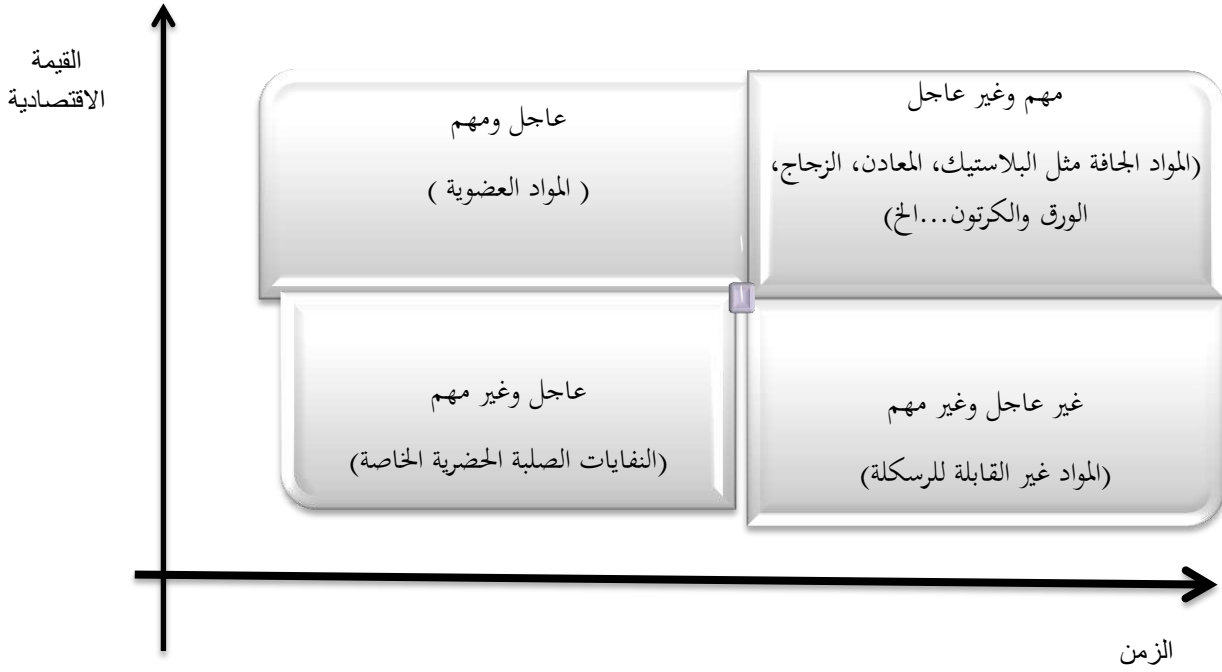 القيمة
الاقتصادية
مهم وغير عاجل
(المواد الجافة مثل البلاستيك، المعادن، الزجاج،
الورق والكرتون...الخ)
عاجل ومهم
( المواد العضوية )
غير عاجل وغير مهم
(المواد غير القابلة للرسكلة)
عاجل وغير مهم
(النفايات الصلبة الحضرية الخاصة)
الزمن